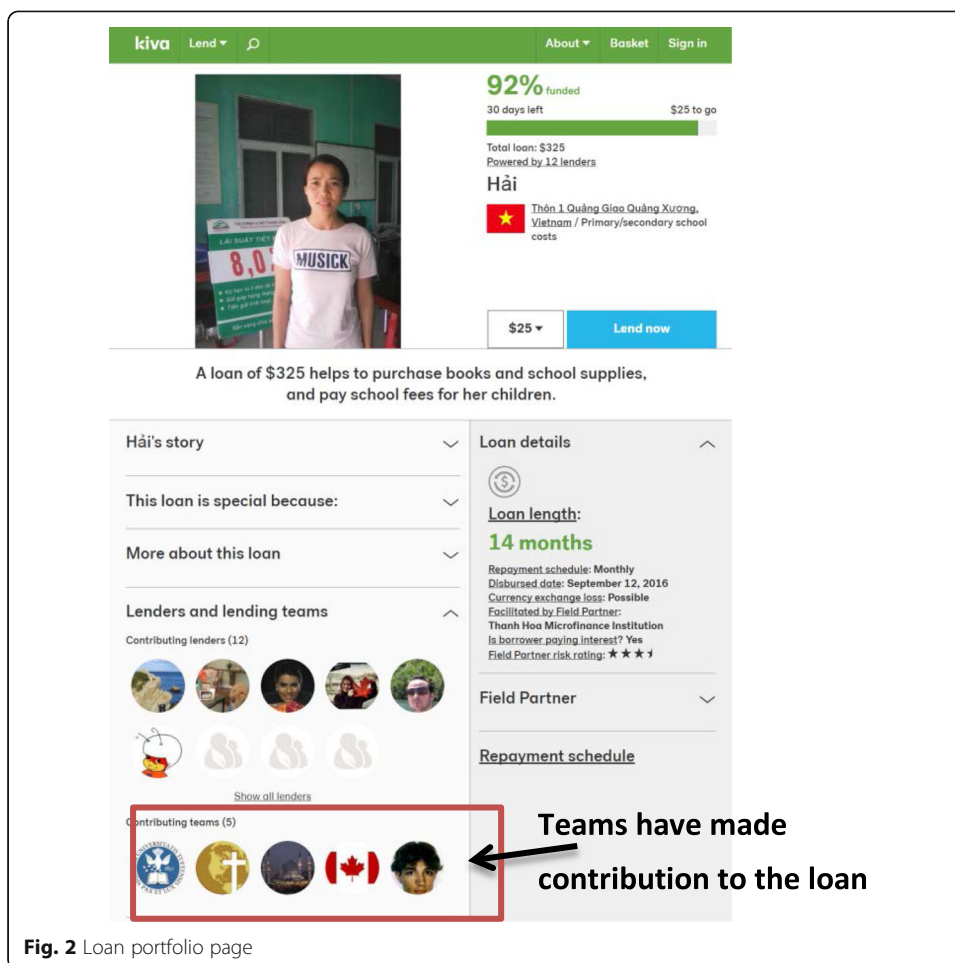 kiva Lend About Basket Sign in
92% funded
30 days left $25 to go
Total loan: $325
Powered by 12 lenders
Hải
Thôn 1 Quảng Giao Quảng Xương,
Vietnam / Primary/secondary school
costs
LÃI SUẤT TIẾT
8,0
MUSICK
$25 Lend now
A loan of $325 helps to purchase books and school supplies,
and pay school fees for her children.
Hải's story
This loan is special because:
More about this loan
Lenders and lending teams
Contributing lenders (12)
Show all lenders
Contributing teams (5)
Loan details
Loan length:
14 months
Repayment schedule: Monthly
Disbursed date: September 12, 2016
Currency exchange loss: Possible
Facilitated by Field Partner:
Thanh Hoa Microfinance Institution
Is borrower paying interest? Yes
Field Partner risk rating:
Field Partner
Repayment schedule
Teams have made
contribution to the loan
Fig. 2 Loan portfolio page